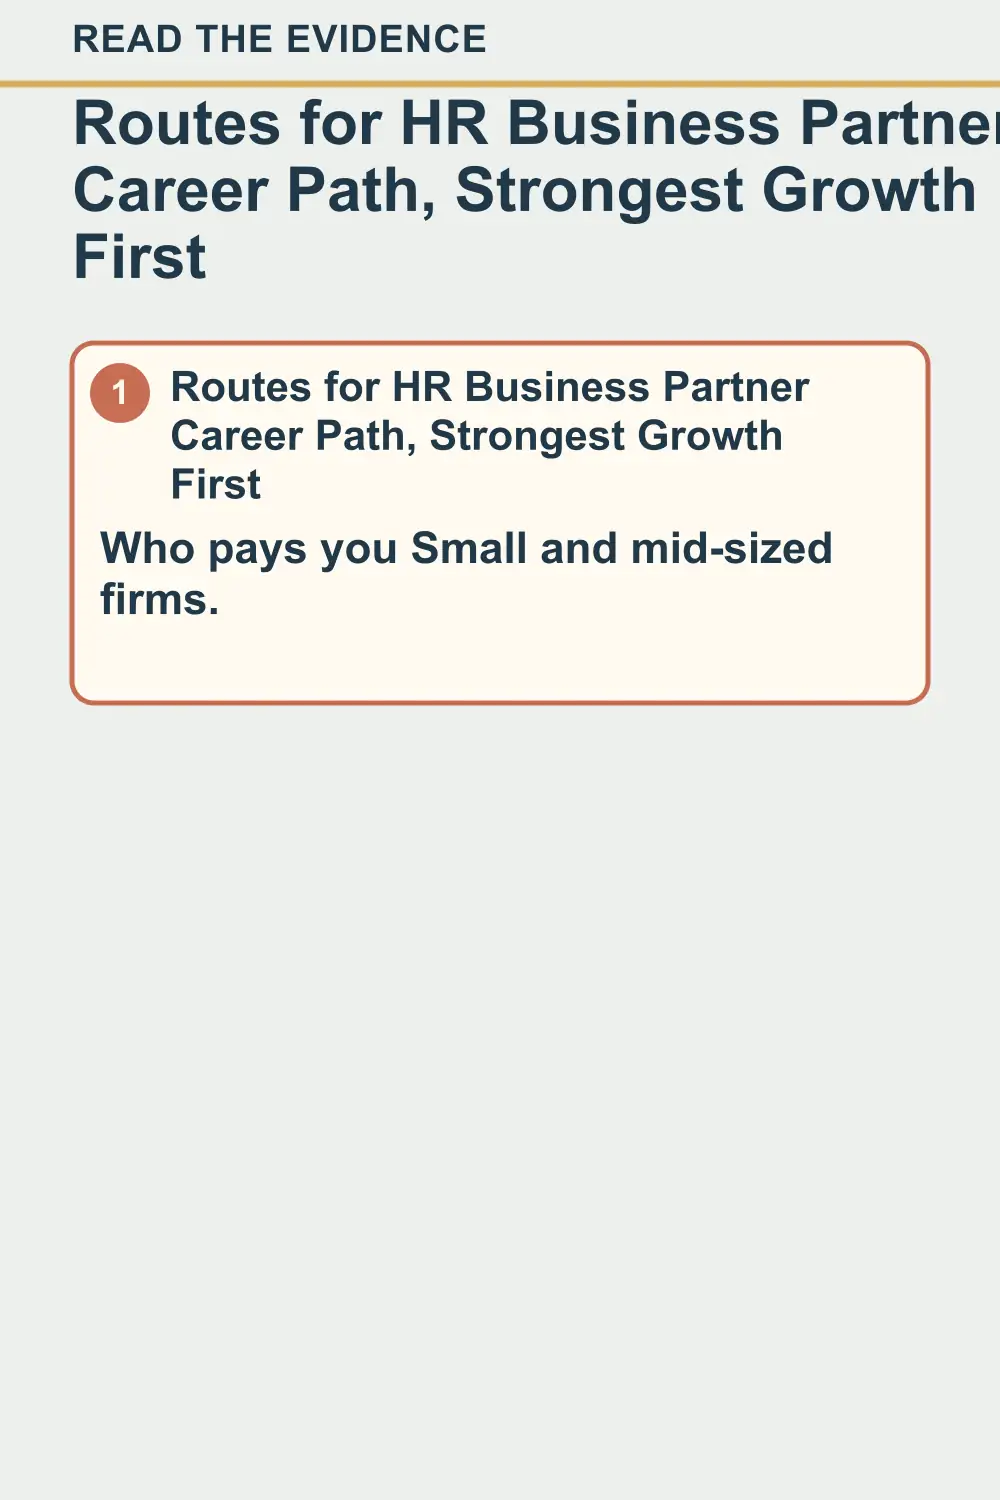 READ THE EVIDENCE
Routes for HR Business Partner
Career Path, Strongest Growth
First
1
Routes for HR Business Partner
Career Path, Strongest Growth
First
Who pays you Small and mid-sized
firms.